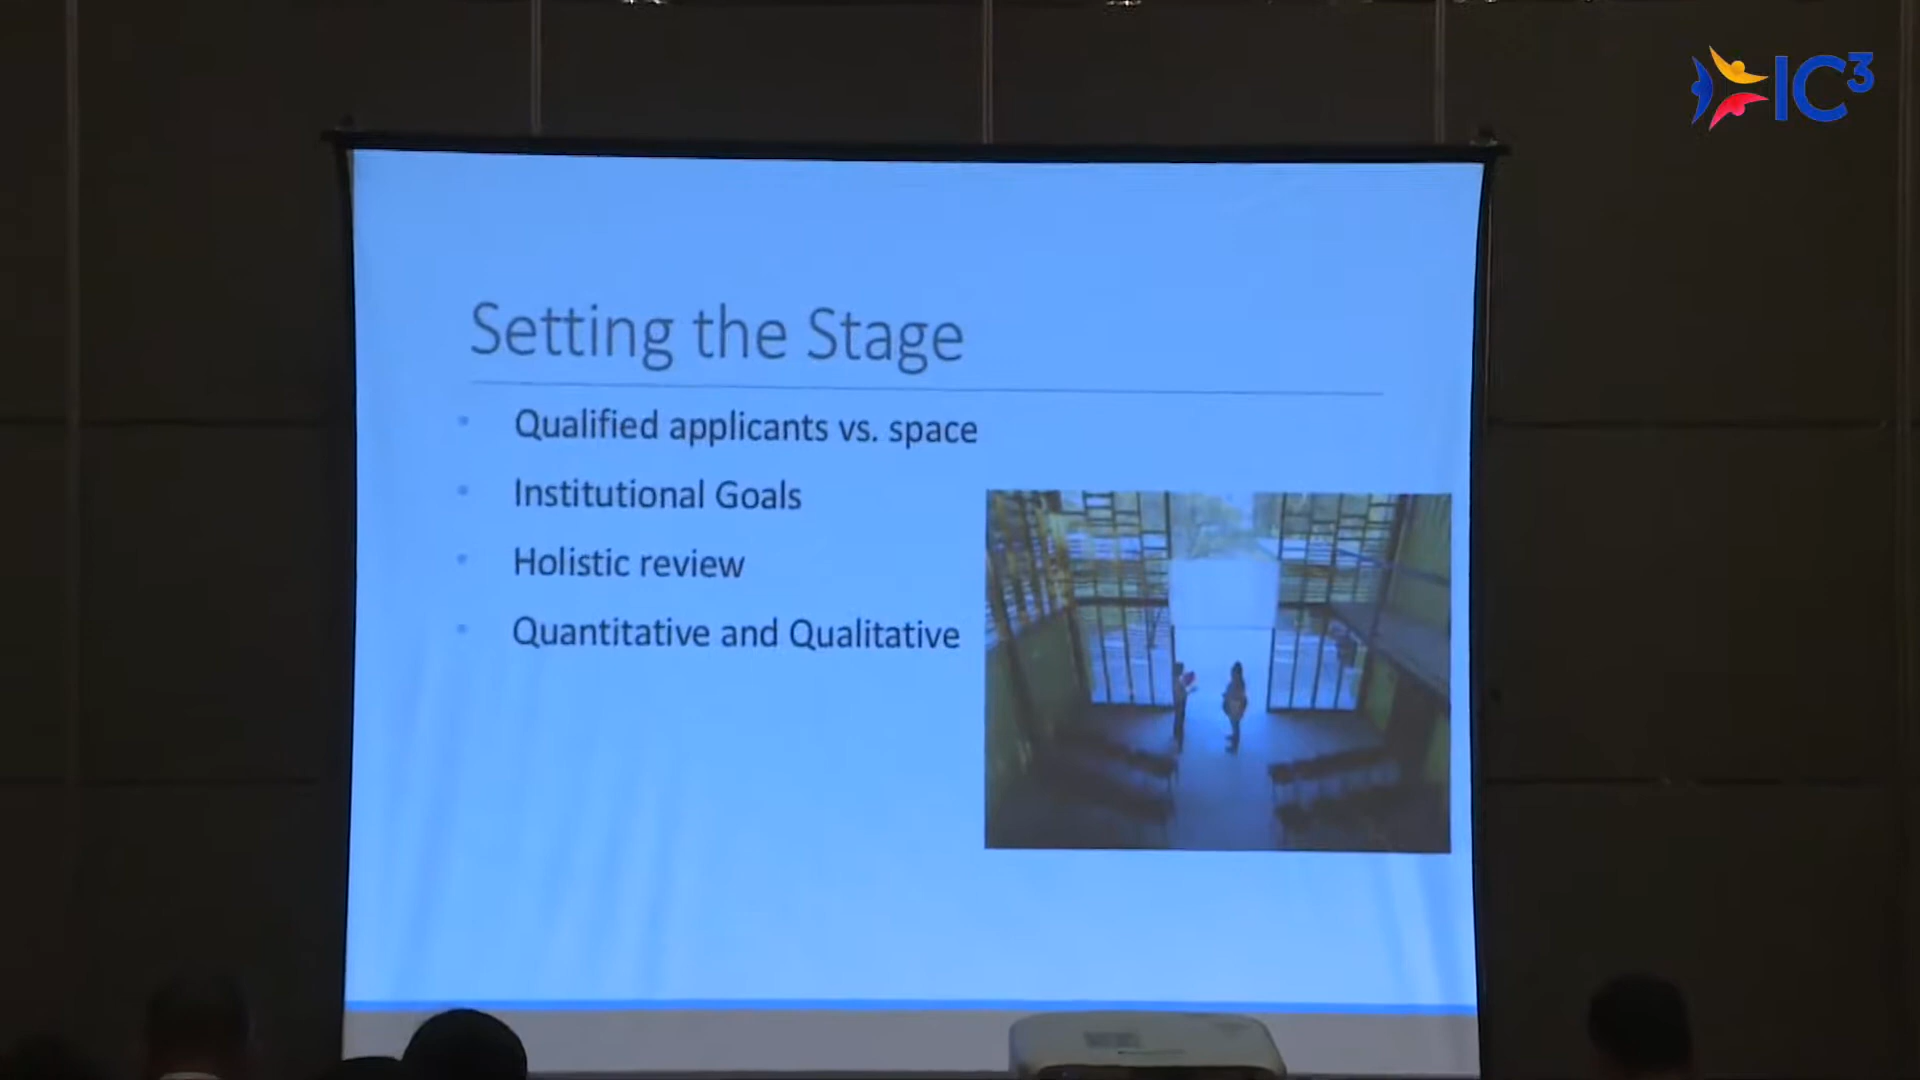 IC³
Setting the Stage
Qualified applicants vs. space
Institutional Goals
Holistic review
Quantitative and Qualitative